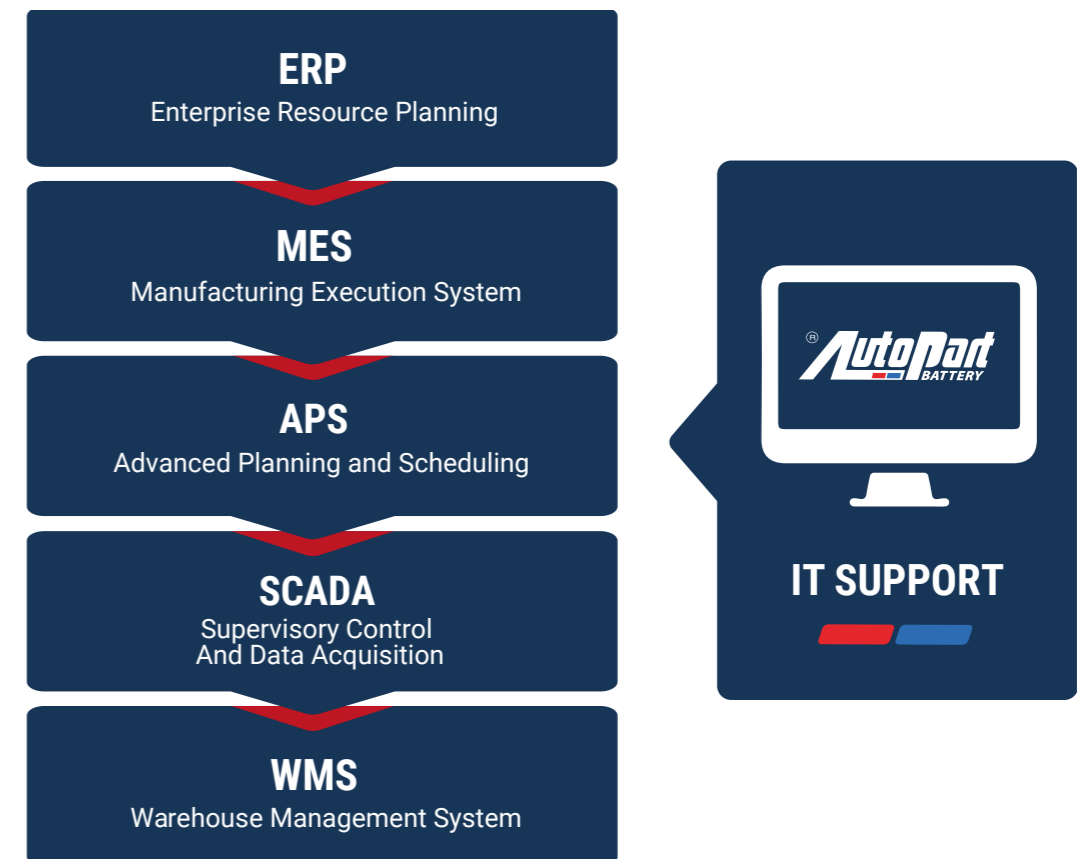 ERP
Enterprise Resource Planning
MES
Manufacturing Execution System
APS
Advanced Planning and Scheduling
SCADA
Supervisory Control
And Data Acquisition
WMS
Warehouse Management System
® AutoPart
BATTERY
IT SUPPORT